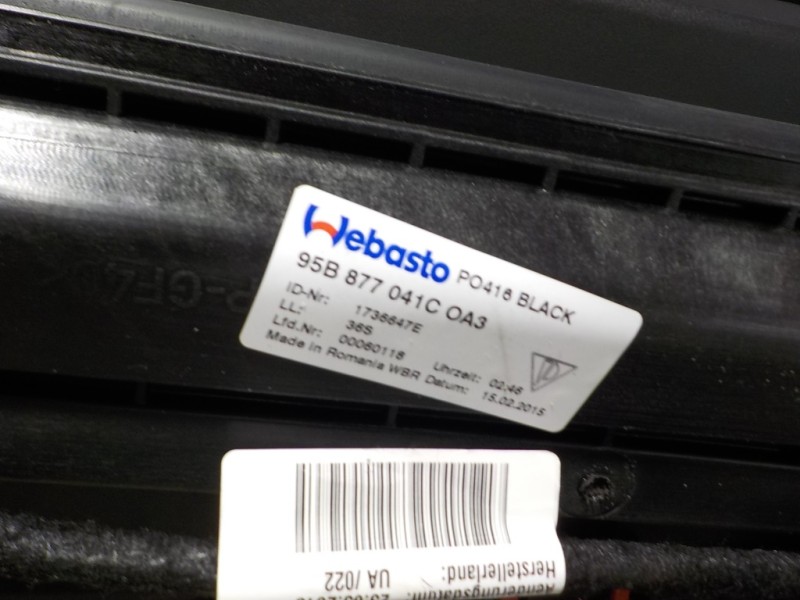 Webasto PO416 BLACK
95B 877 041C OA3
ID-Nr: 1736647E
LL: 36S
Lfd.Nr: 00060118 Uhrzeit: 02:46
Made in Romania WBR Datum: 15.02.2015
UA /022
Herstellerland: